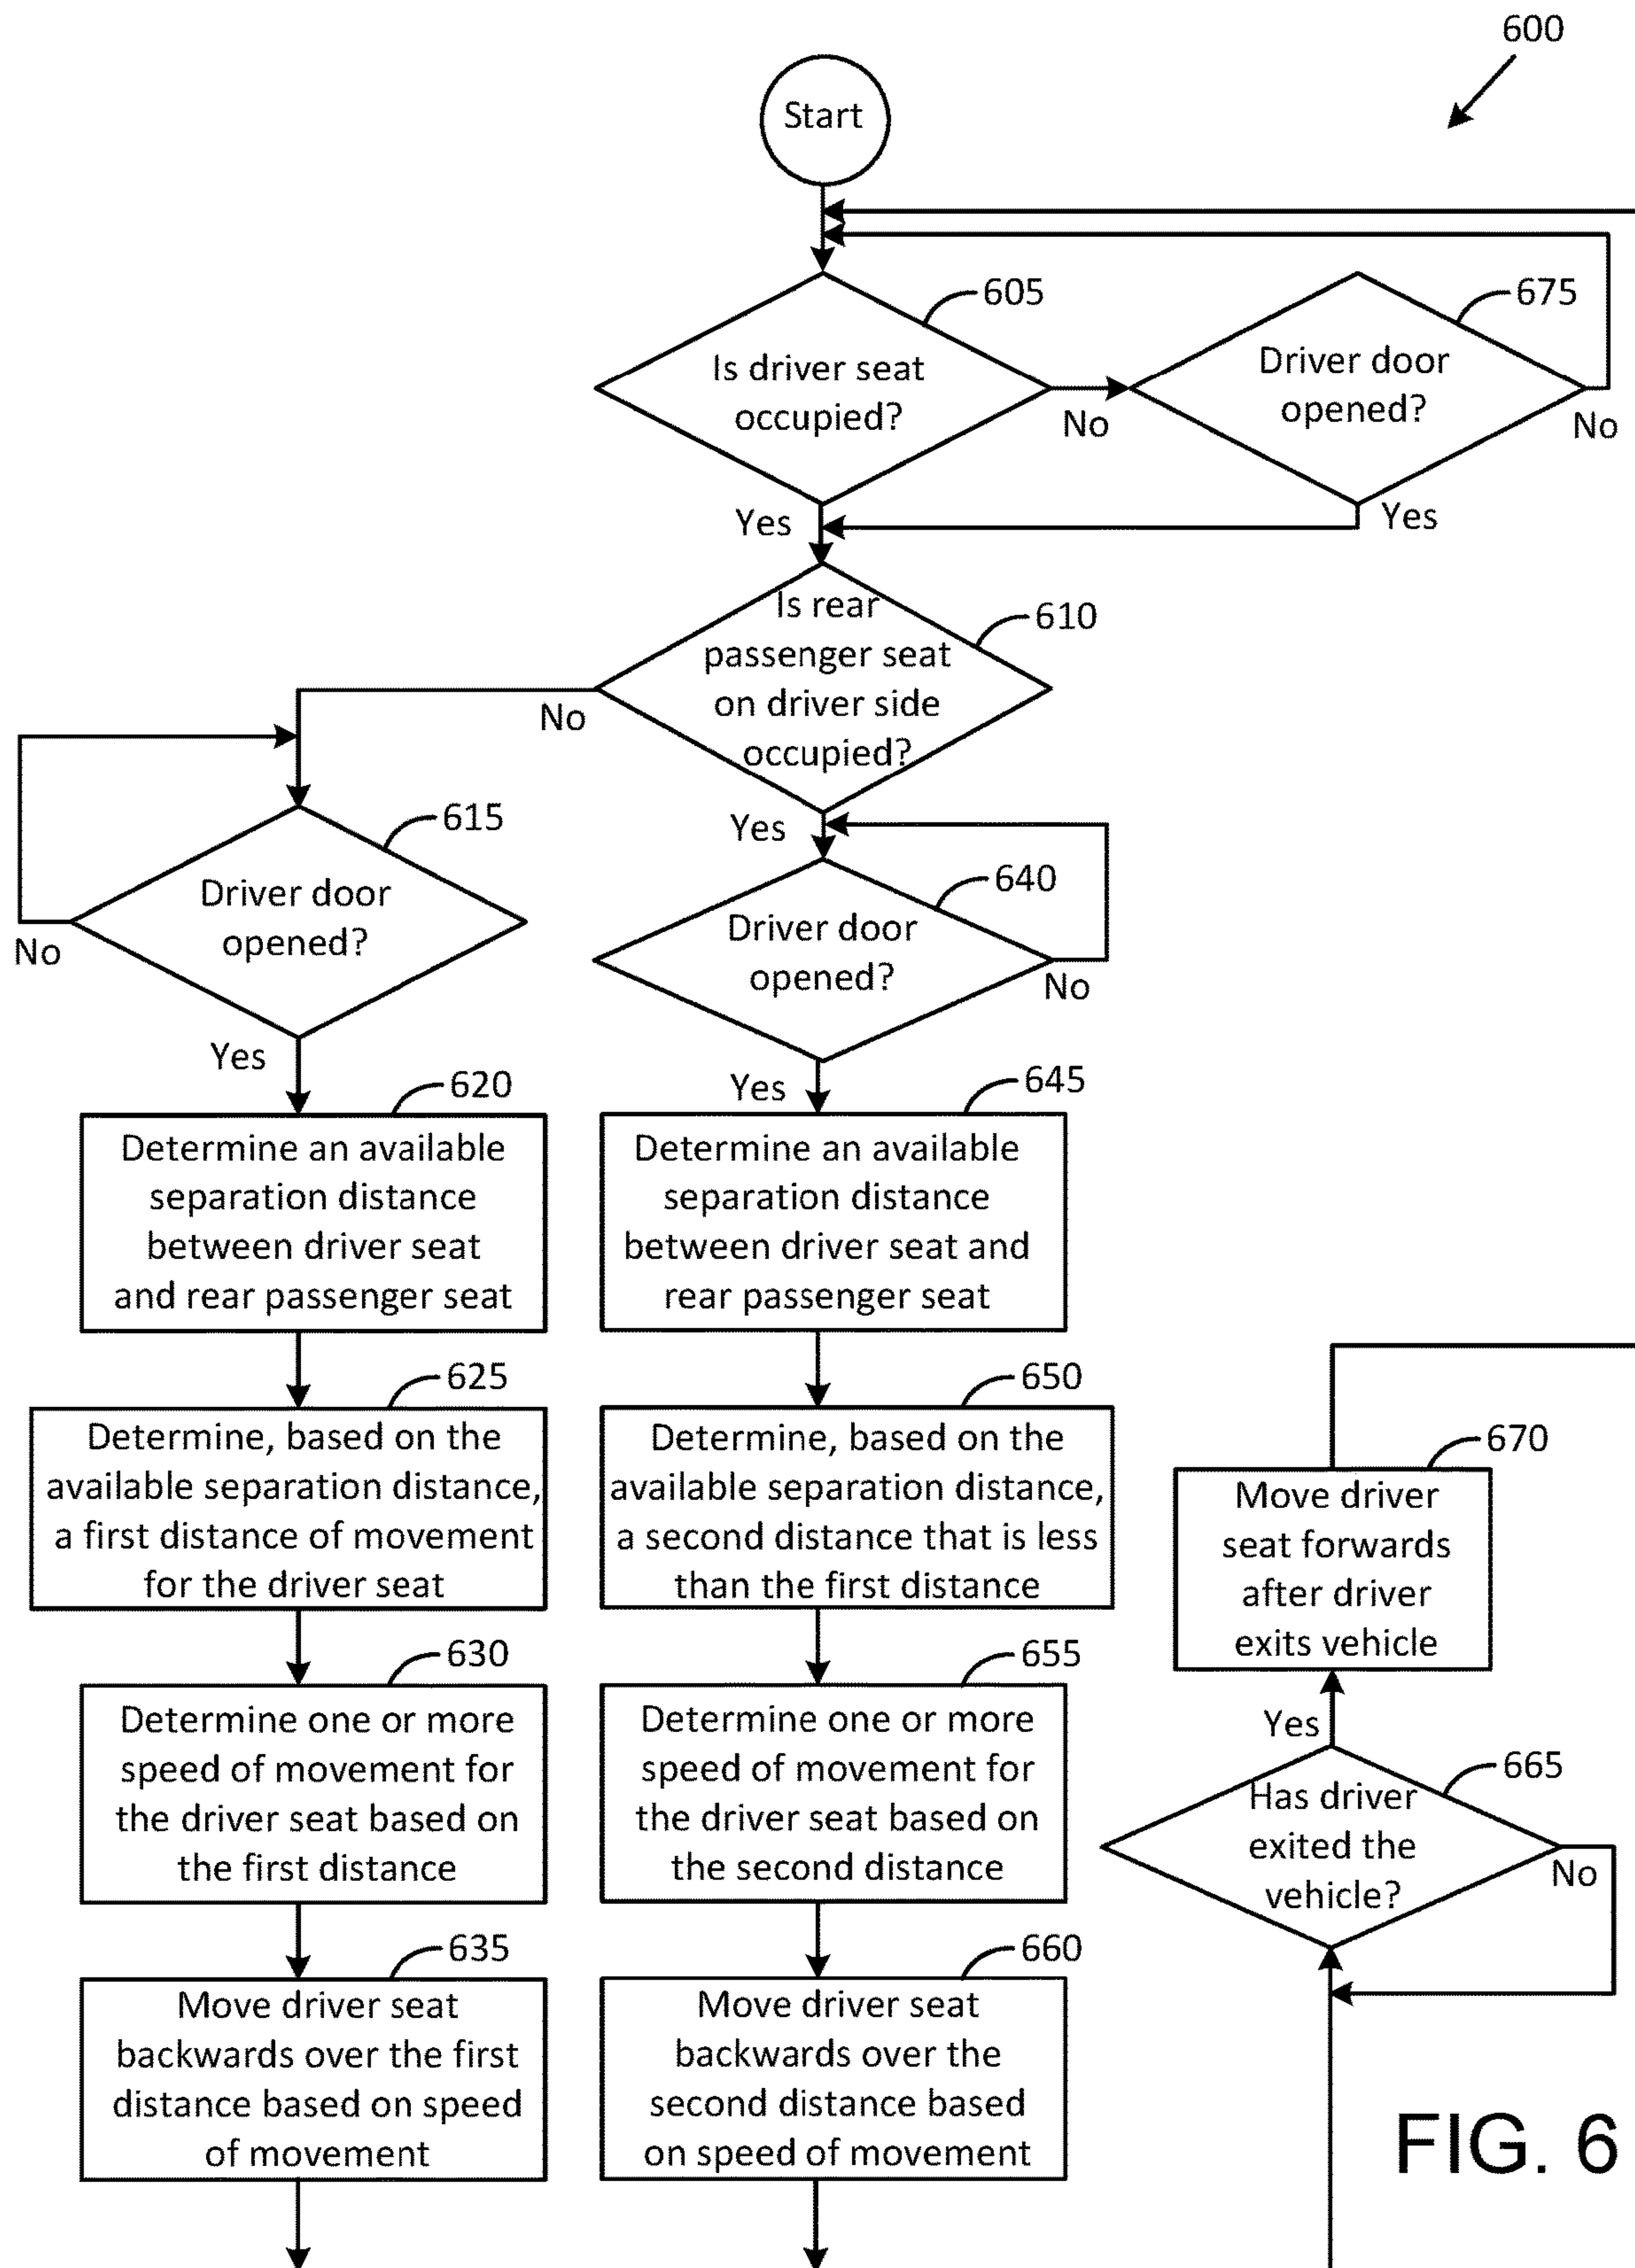 600
Start
605
Is driver seat
occupied?
No
675
Driver door
opened?
No
Yes
Yes
610
Is rear
passenger seat
on driver side
occupied?
No
Yes
615
Driver door
opened?
No
Yes
640
Driver door
opened?
No
Yes
620
Determine an available
separation distance
between driver seat
and rear passenger seat
645
Determine an available
separation distance
between driver seat and
rear passenger seat
625
Determine, based on the
available separation distance,
a first distance of movement
for the driver seat
650
Determine, based on the
available separation distance,
a second distance that is less
than the first distance
670
Move driver
seat forwards
after driver
exits vehicle
630
Determine one or more
speed of movement for
the driver seat based on
the first distance
655
Determine one or more
speed of movement for
the driver seat based on
the second distance
Yes
665
Has driver
exited the
vehicle?
No
635
Move driver seat
backwards over the first
distance based on speed
of movement
660
Move driver seat
backwards over the
second distance based
on speed of movement
FIG. 6